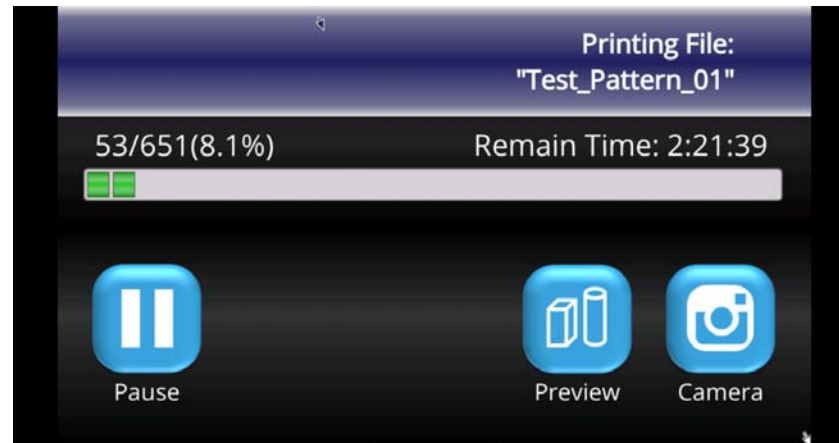 Printing File:
"Test_Pattern_01"
53/651(8.1%)
Remain Time: 2:21:39
Pause
Preview
Camera